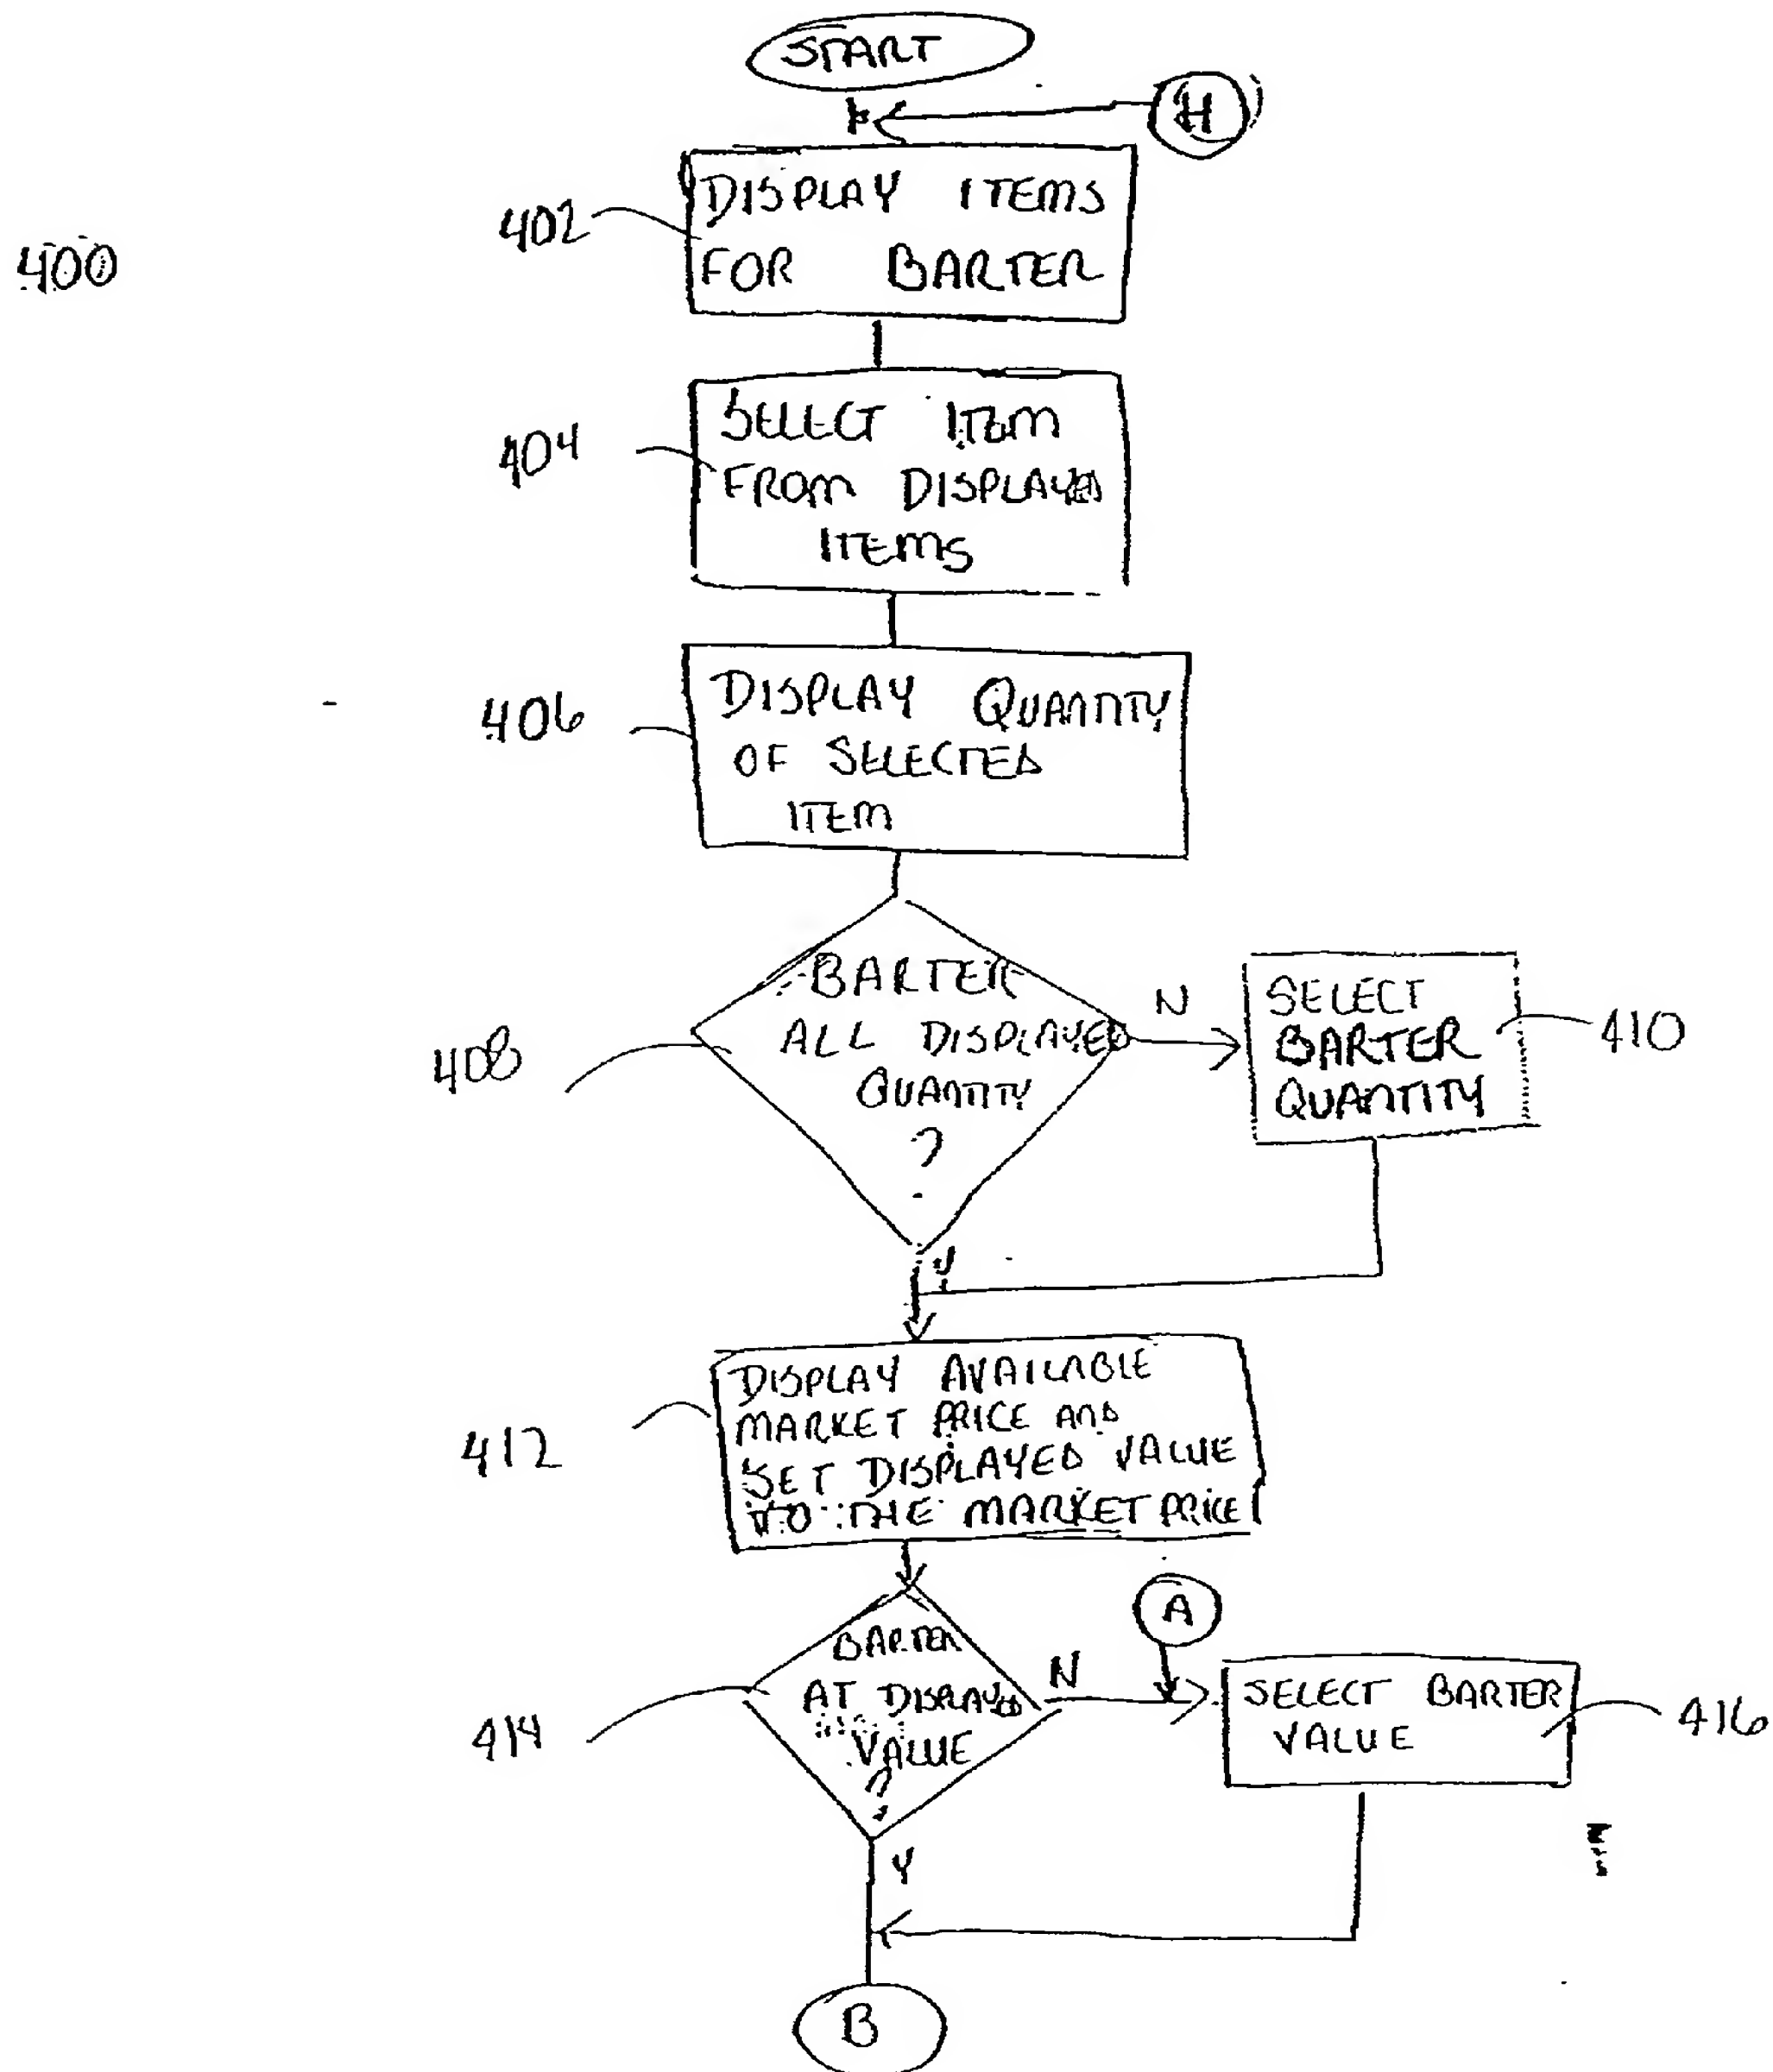 START
H
DISPLAY ITEMS
FOR BARTER
402
400
SELECT ITEM
FROM DISPLAYED
ITEMS
404
DISPLAY QUANTITY
OF SELECTED
ITEM
406
BARTER
ALL DISPLAYED
QUANTITY
?
408
N
SELECT
BARTER
QUANTITY
410
Y
DISPLAY AVAILABLE
MARKET PRICE AND
SET DISPLAYED VALUE
TO THE MARKET PRICE
412
A
BARTER
AT DISPLAYED
VALUE
?
414
N
SELECT BARTER
VALUE
416
Y
B